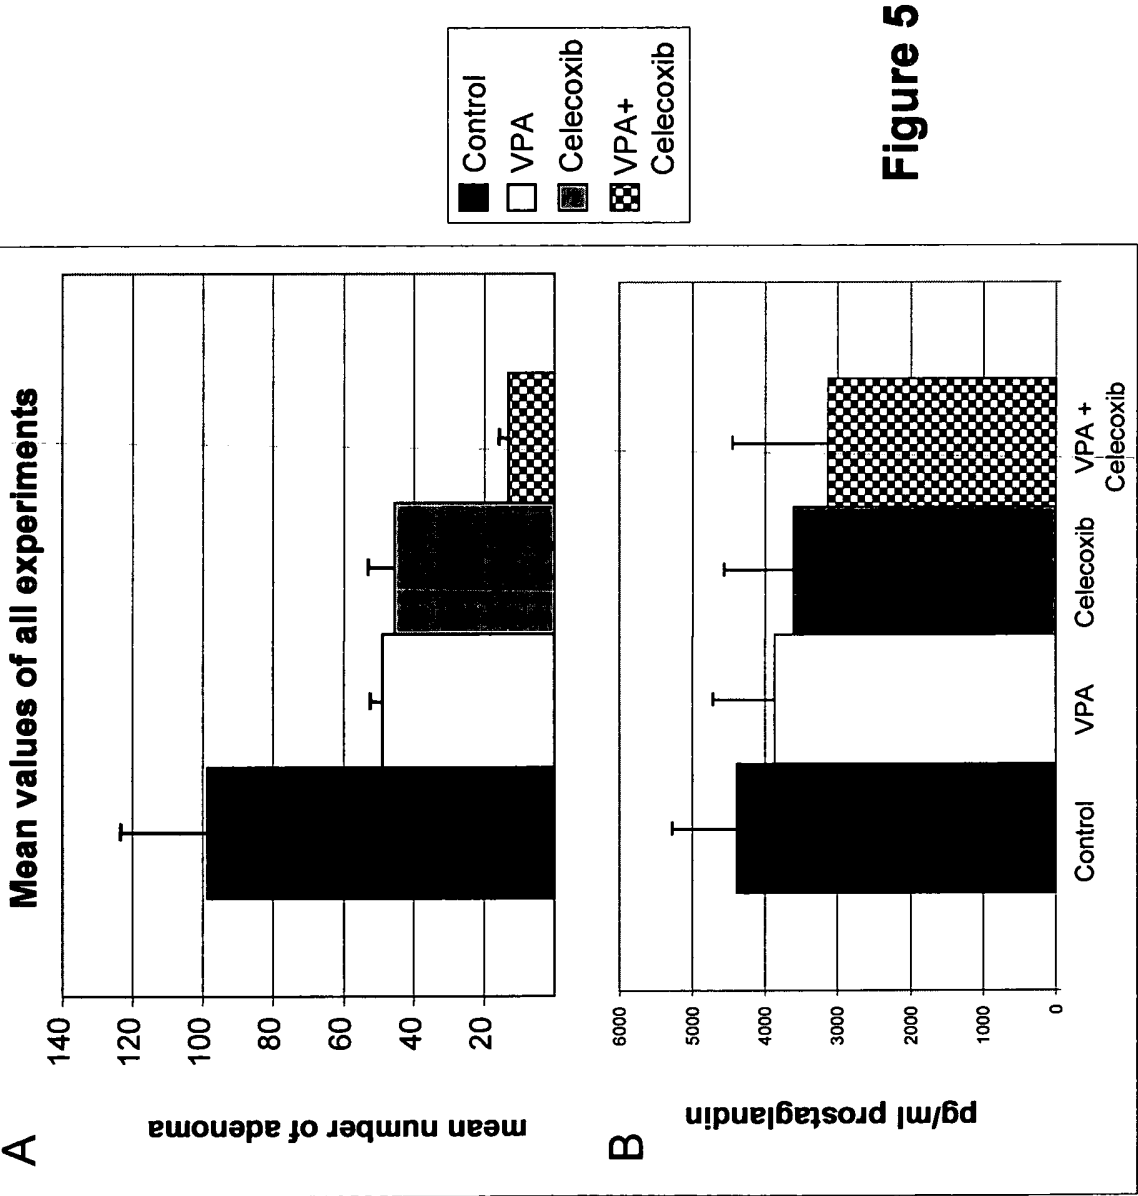 Mean values of all experiments
A
mean number of adenoma
140
120
100
80
60
40
20
B
pg/ml prostaglandin
6000
5000
4000
3000
2000
1000
0
Control
VPA
Celecoxib
VPA +
Celecoxib
Control
VPA
Celecoxib
VPA+
Celecoxib
Figure 5